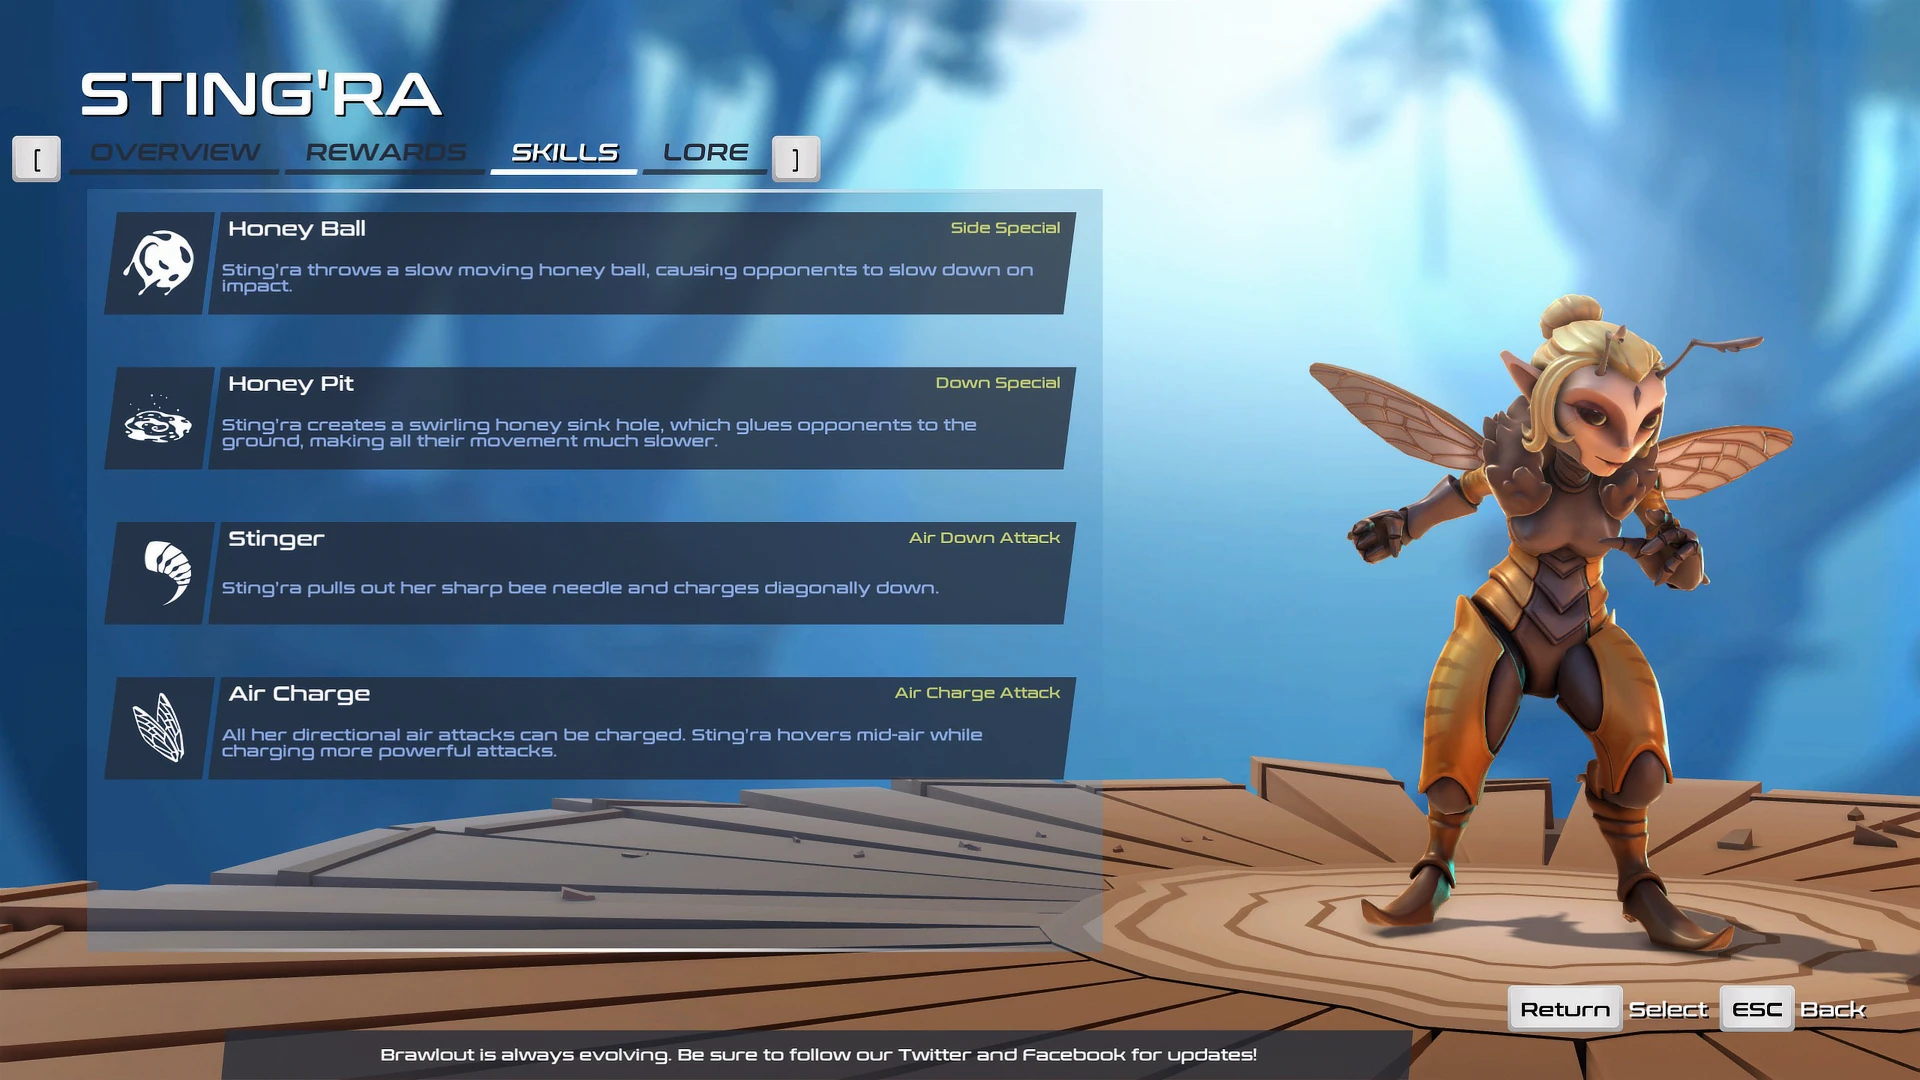 STING'RA
[ OVERVIEW REWARDS SKILLS LORE ]
Honey Ball Side Special
Sting'ra throws a slow moving honey ball, causing opponents to slow down on
impact.
Honey Pit Down Special
Sting'ra creates a swirling honey sink hole, which glues opponents to the
ground, making all their movement much slower.
Stinger Air Down Attack
Sting'ra pulls out her sharp bee needle and charges diagonally down.
Air Charge Air Charge Attack
All her directional air attacks can be charged. Sting'ra hovers mid-air while
charging more powerful attacks.
Return Select ESC Back
Brawlout is always evolving. Be sure to follow our Twitter and Facebook for updates!